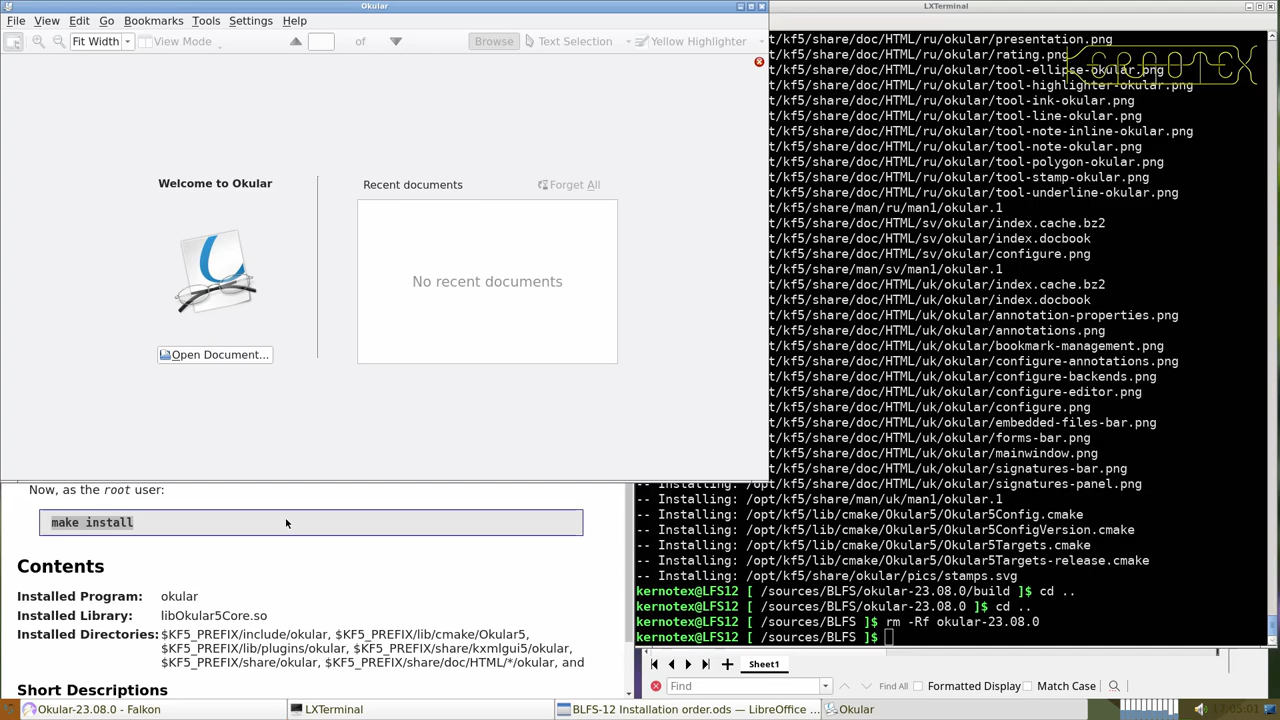 Okular
File View Edit Go Bookmarks Tools Settings Help
Fit Width View Mode of Browse Text Selection Yellow Highlighter
Welcome to Okular
Recent documents
Forget All
No recent documents
Open Document...
Now, as the root user:
make install
Contents
Installed Program: okular
Installed Library: libOkular5Core.so
Installed Directories: $KF5_PREFIX/include/okular, $KF5_PREFIX/lib/cmake/Okular5,
$KF5_PREFIX/lib/plugins/okular, $KF5_PREFIX/share/kxmlgui5/okular,
$KF5_PREFIX/share/okular, $KF5_PREFIX/share/doc/HTML/*/okular, and
Short Descriptions
LXTerminal
KERNOTEX
t/kf5/share/doc/HTML/ru/okular/presentation.png
t/kf5/share/doc/HTML/ru/okular/rating.png
t/kf5/share/doc/HTML/ru/okular/tool-ellipse-okular.png
t/kf5/share/doc/HTML/ru/okular/tool-highlighter-okular.png
t/kf5/share/doc/HTML/ru/okular/tool-ink-okular.png
t/kf5/share/doc/HTML/ru/okular/tool-line-okular.png
t/kf5/share/doc/HTML/ru/okular/tool-note-inline-okular.png
t/kf5/share/doc/HTML/ru/okular/tool-note-okular.png
t/kf5/share/doc/HTML/ru/okular/tool-polygon-okular.png
t/kf5/share/doc/HTML/ru/okular/tool-stamp-okular.png
t/kf5/share/doc/HTML/ru/okular/tool-underline-okular.png
t/kf5/share/man/ru/man1/okular.1
t/kf5/share/doc/HTML/sv/okular/index.cache.bz2
t/kf5/share/doc/HTML/sv/okular/index.docbook
t/kf5/share/doc/HTML/sv/okular/configure.png
t/kf5/share/man/sv/man1/okular.1
t/kf5/share/doc/HTML/uk/okular/index.cache.bz2
t/kf5/share/doc/HTML/uk/okular/index.docbook
t/kf5/share/doc/HTML/uk/okular/annotation-properties.png
t/kf5/share/doc/HTML/uk/okular/annotations.png
t/kf5/share/doc/HTML/uk/okular/bookmark-management.png
t/kf5/share/doc/HTML/uk/okular/configure-annotations.png
t/kf5/share/doc/HTML/uk/okular/configure-backends.png
t/kf5/share/doc/HTML/uk/okular/configure-editor.png
t/kf5/share/doc/HTML/uk/okular/configure.png
t/kf5/share/doc/HTML/uk/okular/embedded-files-bar.png
t/kf5/share/doc/HTML/uk/okular/forms-bar.png
t/kf5/share/doc/HTML/uk/okular/mainwindow.png
t/kf5/share/doc/HTML/uk/okular/signatures-bar.png
-- Installing: /opt/kf5/share/doc/HTML/uk/okular/signatures-panel.png
-- Installing: /opt/kf5/share/man/uk/man1/okular.1
-- Installing: /opt/kf5/lib/cmake/Okular5/Okular5Config.cmake
-- Installing: /opt/kf5/lib/cmake/Okular5/Okular5ConfigVersion.cmake
-- Installing: /opt/kf5/lib/cmake/Okular5/Okular5Targets.cmake
-- Installing: /opt/kf5/lib/cmake/Okular5/Okular5Targets-release.cmake
-- Installing: /opt/kf5/share/okular/pics/stamps.svg
kernotex@LFS12 [ /sources/BLFS/okular-23.08.0/build ]$ cd ..
kernotex@LFS12 [ /sources/BLFS/okular-23.08.0 ]$ cd ..
kernotex@LFS12 [ /sources/BLFS ]$ rm -Rf okular-23.08.0
kernotex@LFS12 [ /sources/BLFS ]$
Sheet1
Find Find All Formatted Display Match Case
Okular-23.08.0 - Falkon LXTerminal BLFS-12 Installation order.ods — LibreOffice ... Okular 17:05:01